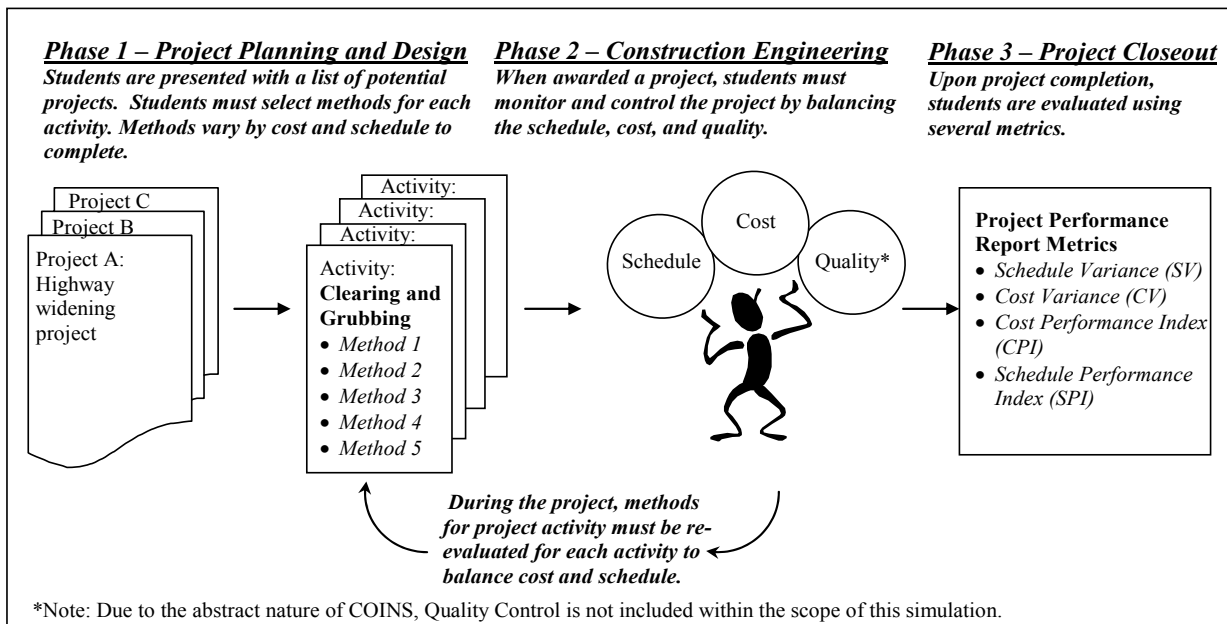 Phase 1 – Project Planning and Design
Students are presented with a list of potential
projects.  Students must select methods for each
activity. Methods vary by cost and schedule to
complete.
Phase 2 – Construction Engineering
When awarded a project, students must
monitor and control the project by balancing
the schedule, cost, and quality.
Phase 3 – Project Closeout
Upon project completion,
students are evaluated using
several metrics.
Project C
Project B
Project A:
Highway
widening
project
Activity:
Activity:
Activity:
Activity:
Clearing and
Grubbing
• Method 1
• Method 2
• Method 3
• Method 4
• Method 5
Schedule
Cost
Quality*
Project Performance
Report Metrics
• Schedule Variance (SV)
• Cost Variance (CV)
• Cost Performance Index
(CPI)
• Schedule Performance
Index (SPI)
During the project, methods
for project activity must be re-
evaluated for each activity to
balance cost and schedule.
*Note: Due to the abstract nature of COINS, Quality Control is not included within the scope of this simulation.